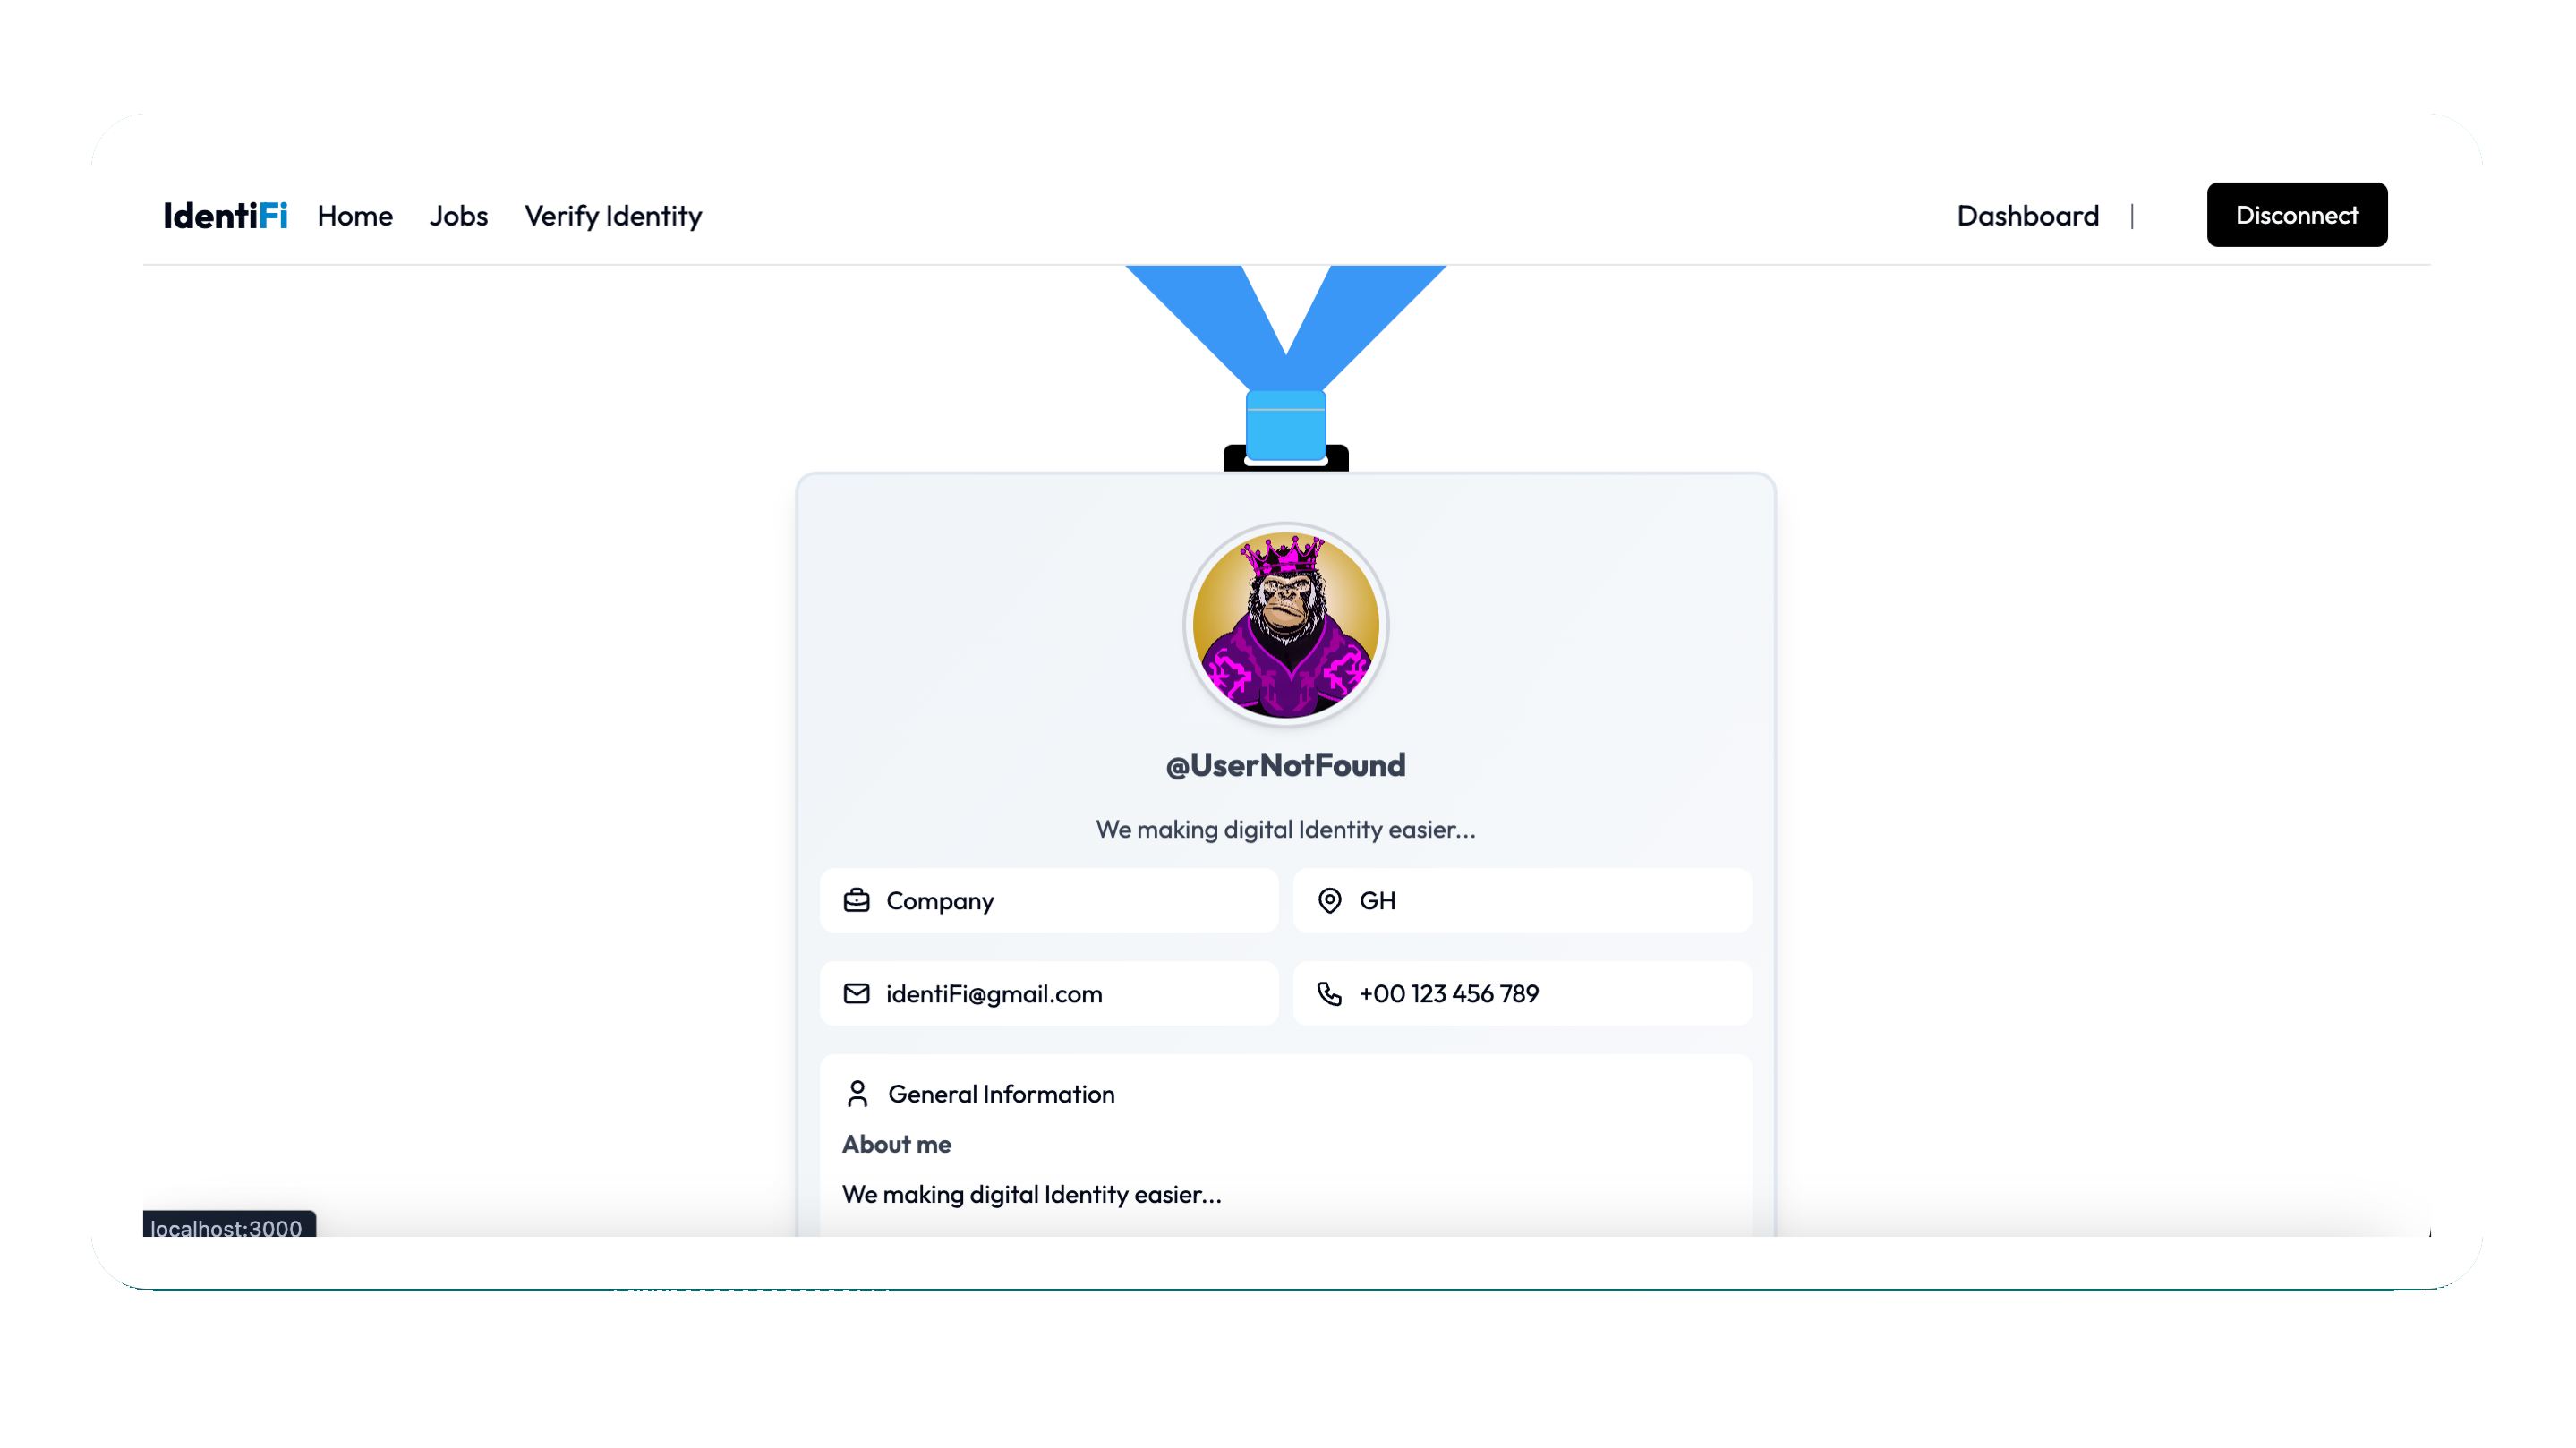 IdentiFi Home Jobs Verify Identity Dashboard | Disconnect
@UserNotFound
We making digital Identity easier...
Company GH
identiFi@gmail.com +00 123 456 789
General Information
About me
We making digital Identity easier...
localhost:3000